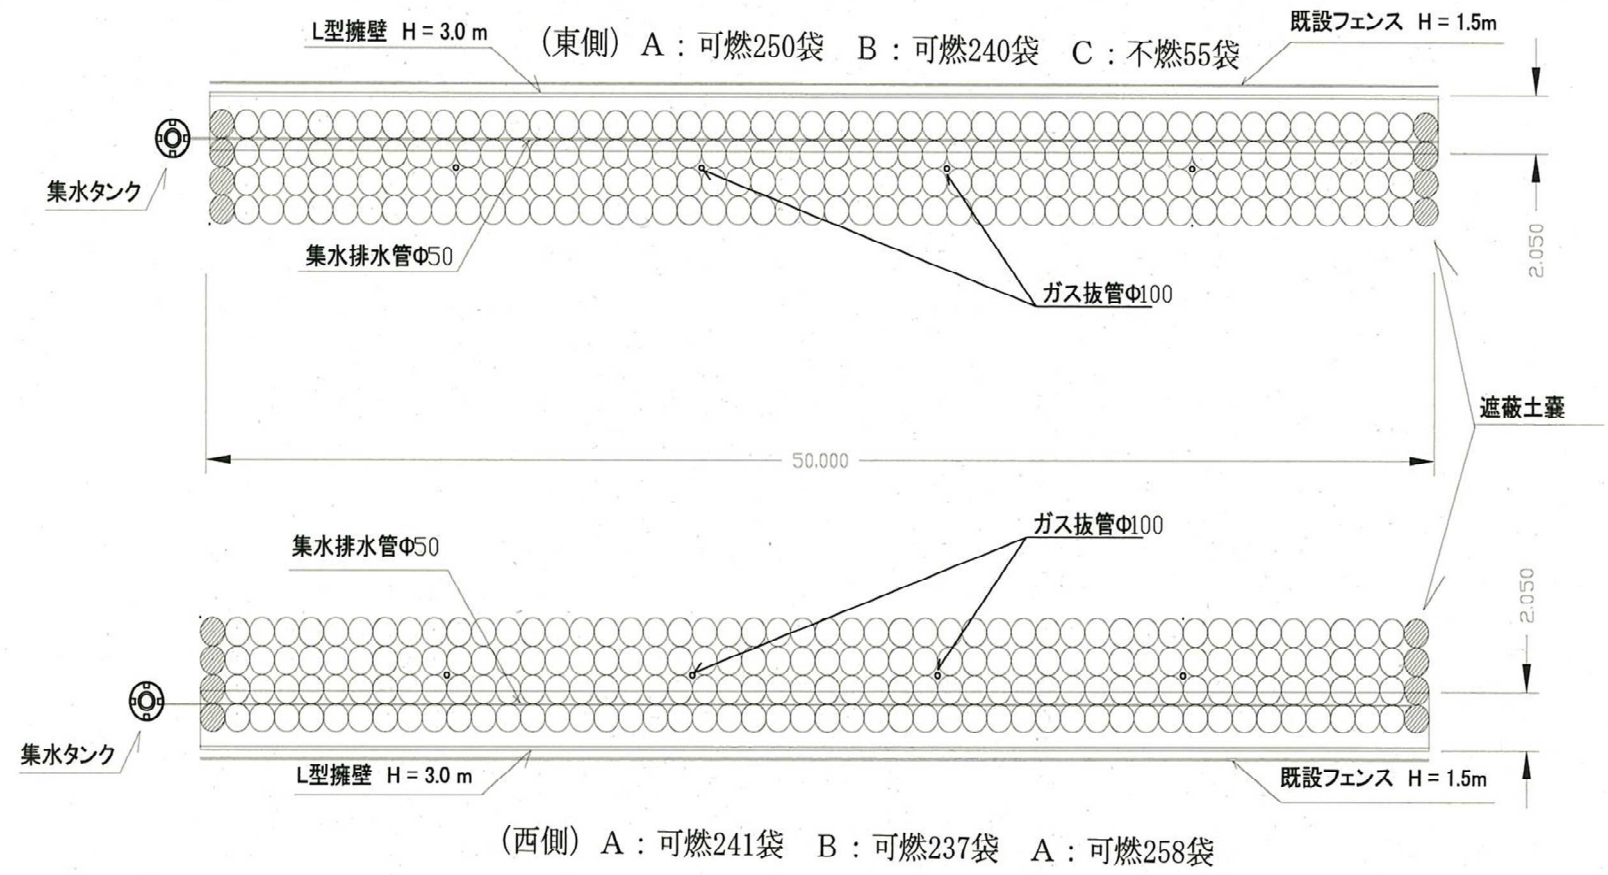 L型擁壁 H = 3.0 m
(東側) A : 可燃250袋 B : 可燃240袋 C : 不燃55袋
既設フェンス H = 1.5m
集水タンク
集水排水管Φ50
ガス抜管Φ100
2.050
遮蔽土嚢
50.000
ガス抜管Φ100
集水排水管Φ50
2.050
集水タンク
L型擁壁 H = 3.0 m
既設フェンス H = 1.5m
(西側) A : 可燃241袋 B : 可燃237袋 A : 可燃258袋